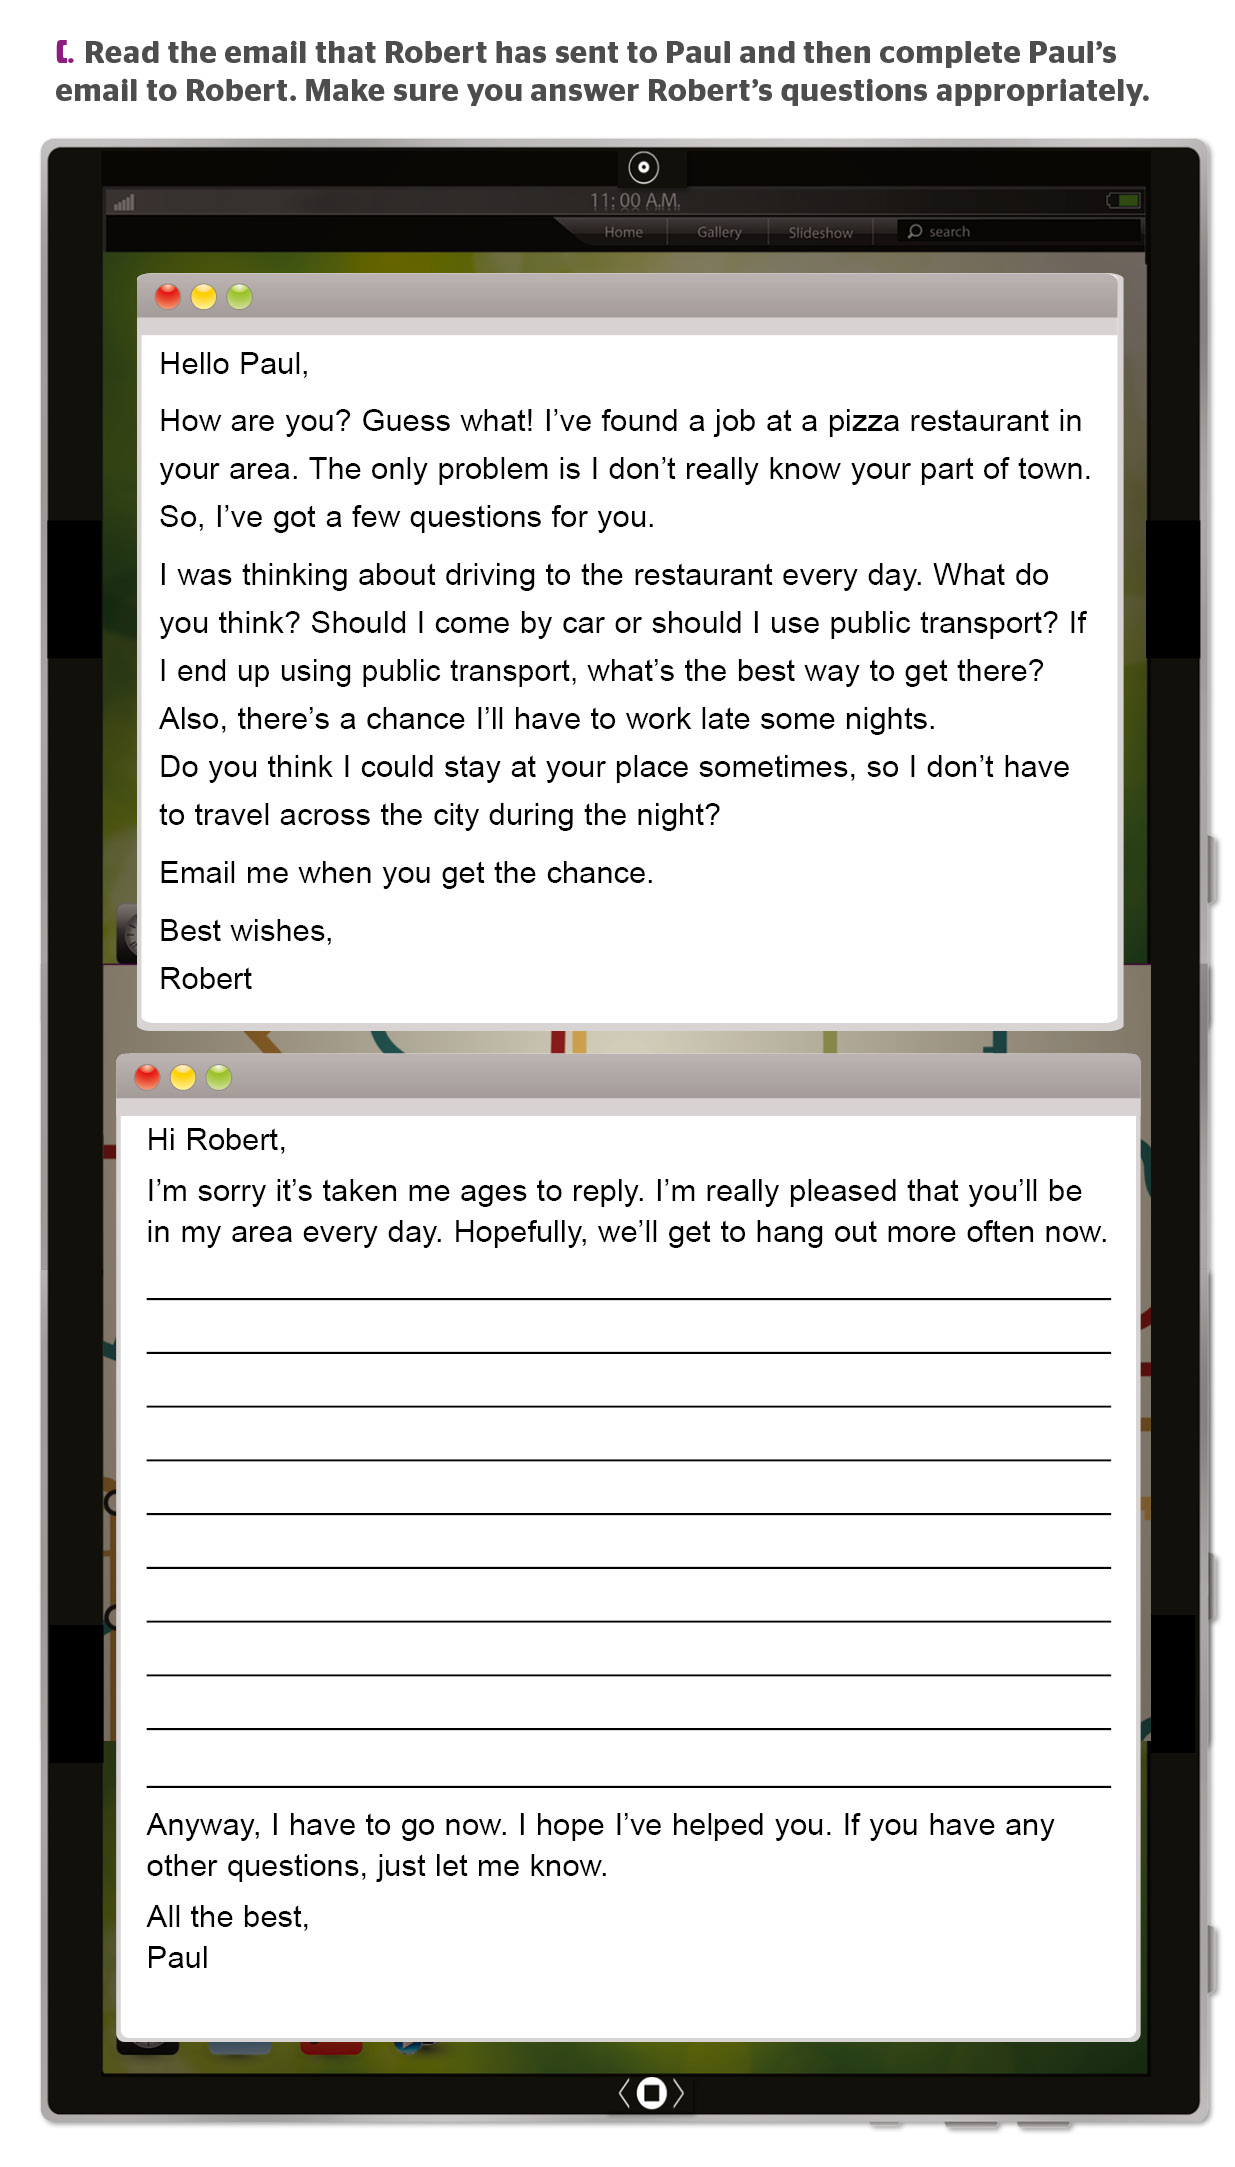 C. Read the email that Robert has sent to Paul and then complete Paul’s
email to Robert. Make sure you answer Robert’s questions appropriately.
11:00 A.M.
Home
Gallery
Slideshow
search
Hello Paul,
How are you? Guess what! I’ve found a job at a pizza restaurant in
your area. The only problem is I don’t really know your part of town.
So, I’ve got a few questions for you.
I was thinking about driving to the restaurant every day. What do
you think? Should I come by car or should I use public transport? If
I end up using public transport, what’s the best way to get there?
Also, there’s a chance I’ll have to work late some nights.
Do you think I could stay at your place sometimes, so I don’t have
to travel across the city during the night?
Email me when you get the chance.
Best wishes,
Robert
Hi Robert,
I’m sorry it’s taken me ages to reply. I’m really pleased that you’ll be
in my area every day. Hopefully, we’ll get to hang out more often now.
Anyway, I have to go now. I hope I’ve helped you. If you have any
other questions, just let me know.
All the best,
Paul